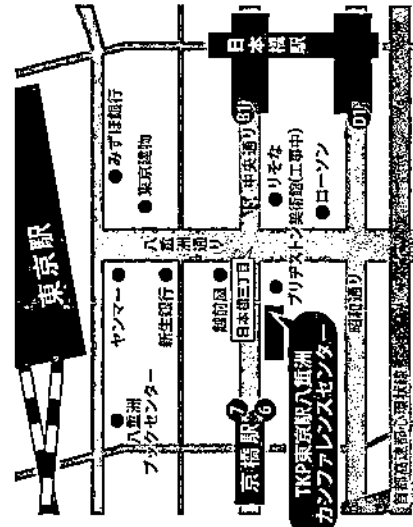 東京駅
みずほ銀行
東京建物
ヤンマー
新生銀行
越前屋
八重洲
ブックセンター
八重洲通り
日本橋駅
B1
D1
中央通り
りそな
ブリヂストン美術館(工事中)
ローソン
日本橋三丁目
京橋駅
7
6
TKP東京駅八重洲
カンファレンスセンター
昭和通り
首都高速都心環状線